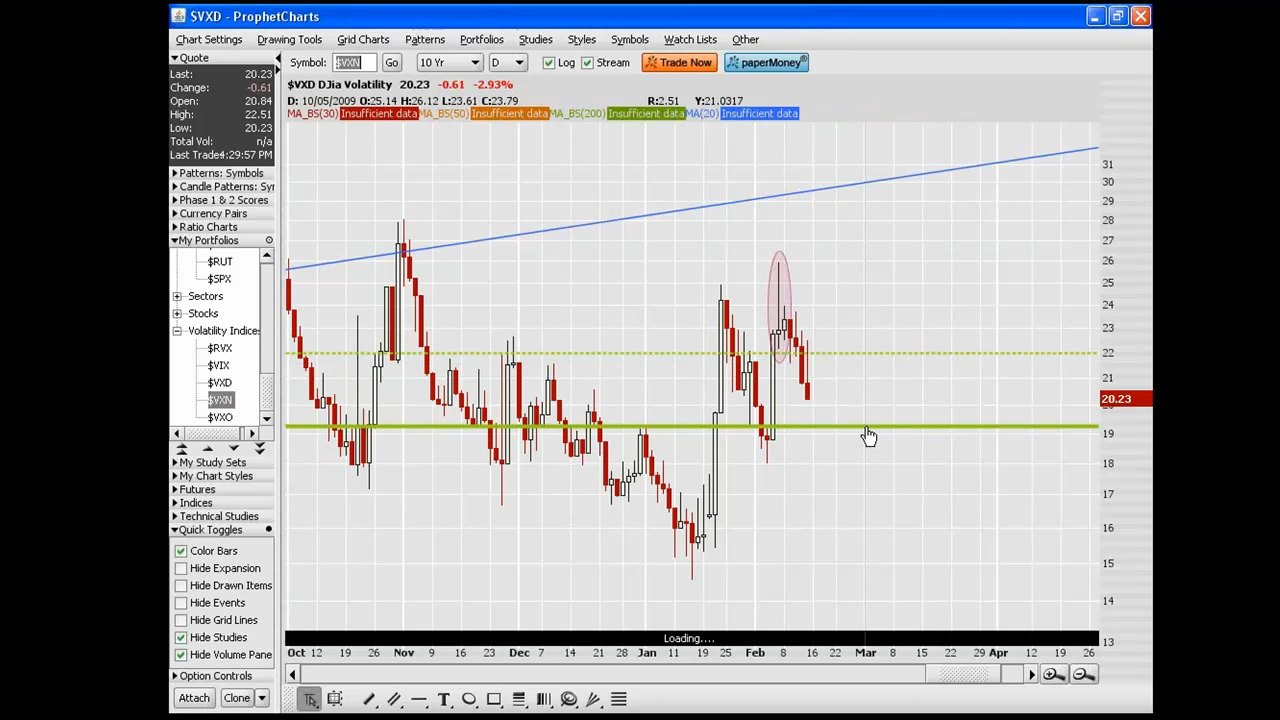 $VXD - ProphetCharts
Chart Settings Drawing Tools Grid Charts Patterns Portfolios Studies Styles Symbols Watch Lists Other
Quote
Last: 20.23
Change: -0.61
Open: 20.84
High: 22.51
Low: 20.23
Total Vol: n/a
Last Trade4:29:57 PM
Patterns: Symbols
Candle Patterns: Syr
Phase 1 & 2 Scores
Currency Pairs
Ratio Charts
My Portfolios
$RUT
$SPX
Sectors
Stocks
Volatility Indices
$RVX
$VIX
$VXD
$VXN
$VXO
My Study Sets
My Chart Styles
Futures
Indices
Technical Studies
Quick Toggles
Color Bars
Hide Expansion
Hide Drawn Items
Hide Events
Hide Grid Lines
Hide Studies
Hide Volume Pane
Option Controls
Attach Clone
Symbol: $VXN Go 10 Yr D Log Stream Trade Now paperMoney®
$VXD DJia Volatility 20.23 -0.61 -2.93%
D: 10/05/2009 O:25.14 H:26.12 L:23.61 C:23.79 R:2.51 Y:21.0317
MA_BS(30) Insufficient data MA_BS(50) Insufficient data MA_BS(200) Insufficient data MA(20) Insufficient data
31
30
29
28
27
26
25
24
23
22
21
20.23
19
18
17
16
15
14
13
Loading....
Oct 12 19 26 Nov 9 16 23 Dec 7 14 21 28 Jan 11 19 25 Feb 8 16 22 Mar 8 15 22 29 Apr 12 19 26
T